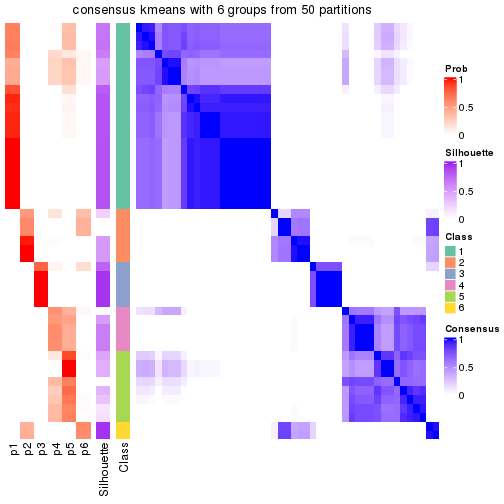 consensus kmeans with 6 groups from 50 partitions
p1
p2
p3
p4
p5
p6
Silhouette
Class
Prob
1
0.5
0
Silhouette
1
0.5
0
Class
1
2
3
4
5
6
Consensus
1
0.5
0